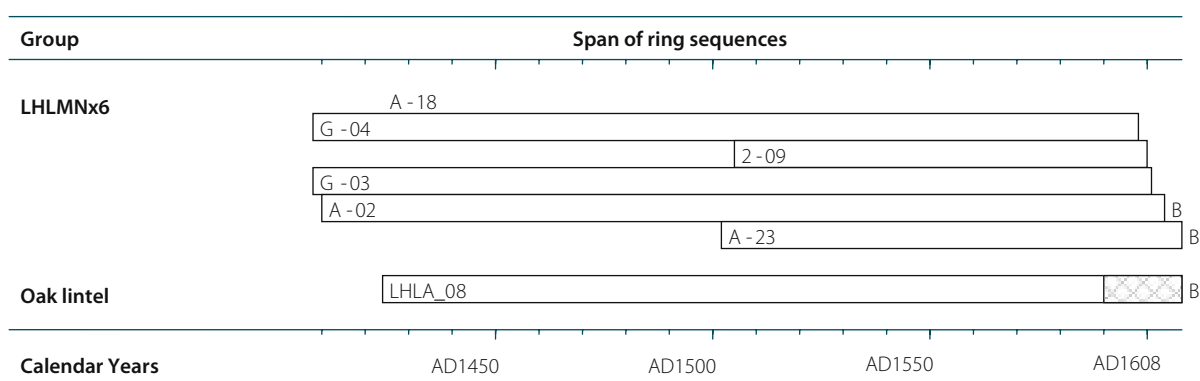 Group Span of ring sequences
LHLMNx6
A - 18
G - 04
2 - 09
G - 03
A - 02 B
A - 23 B
Oak lintel LHLA_08 B
Calendar Years AD1450 AD1500 AD1550 AD1608